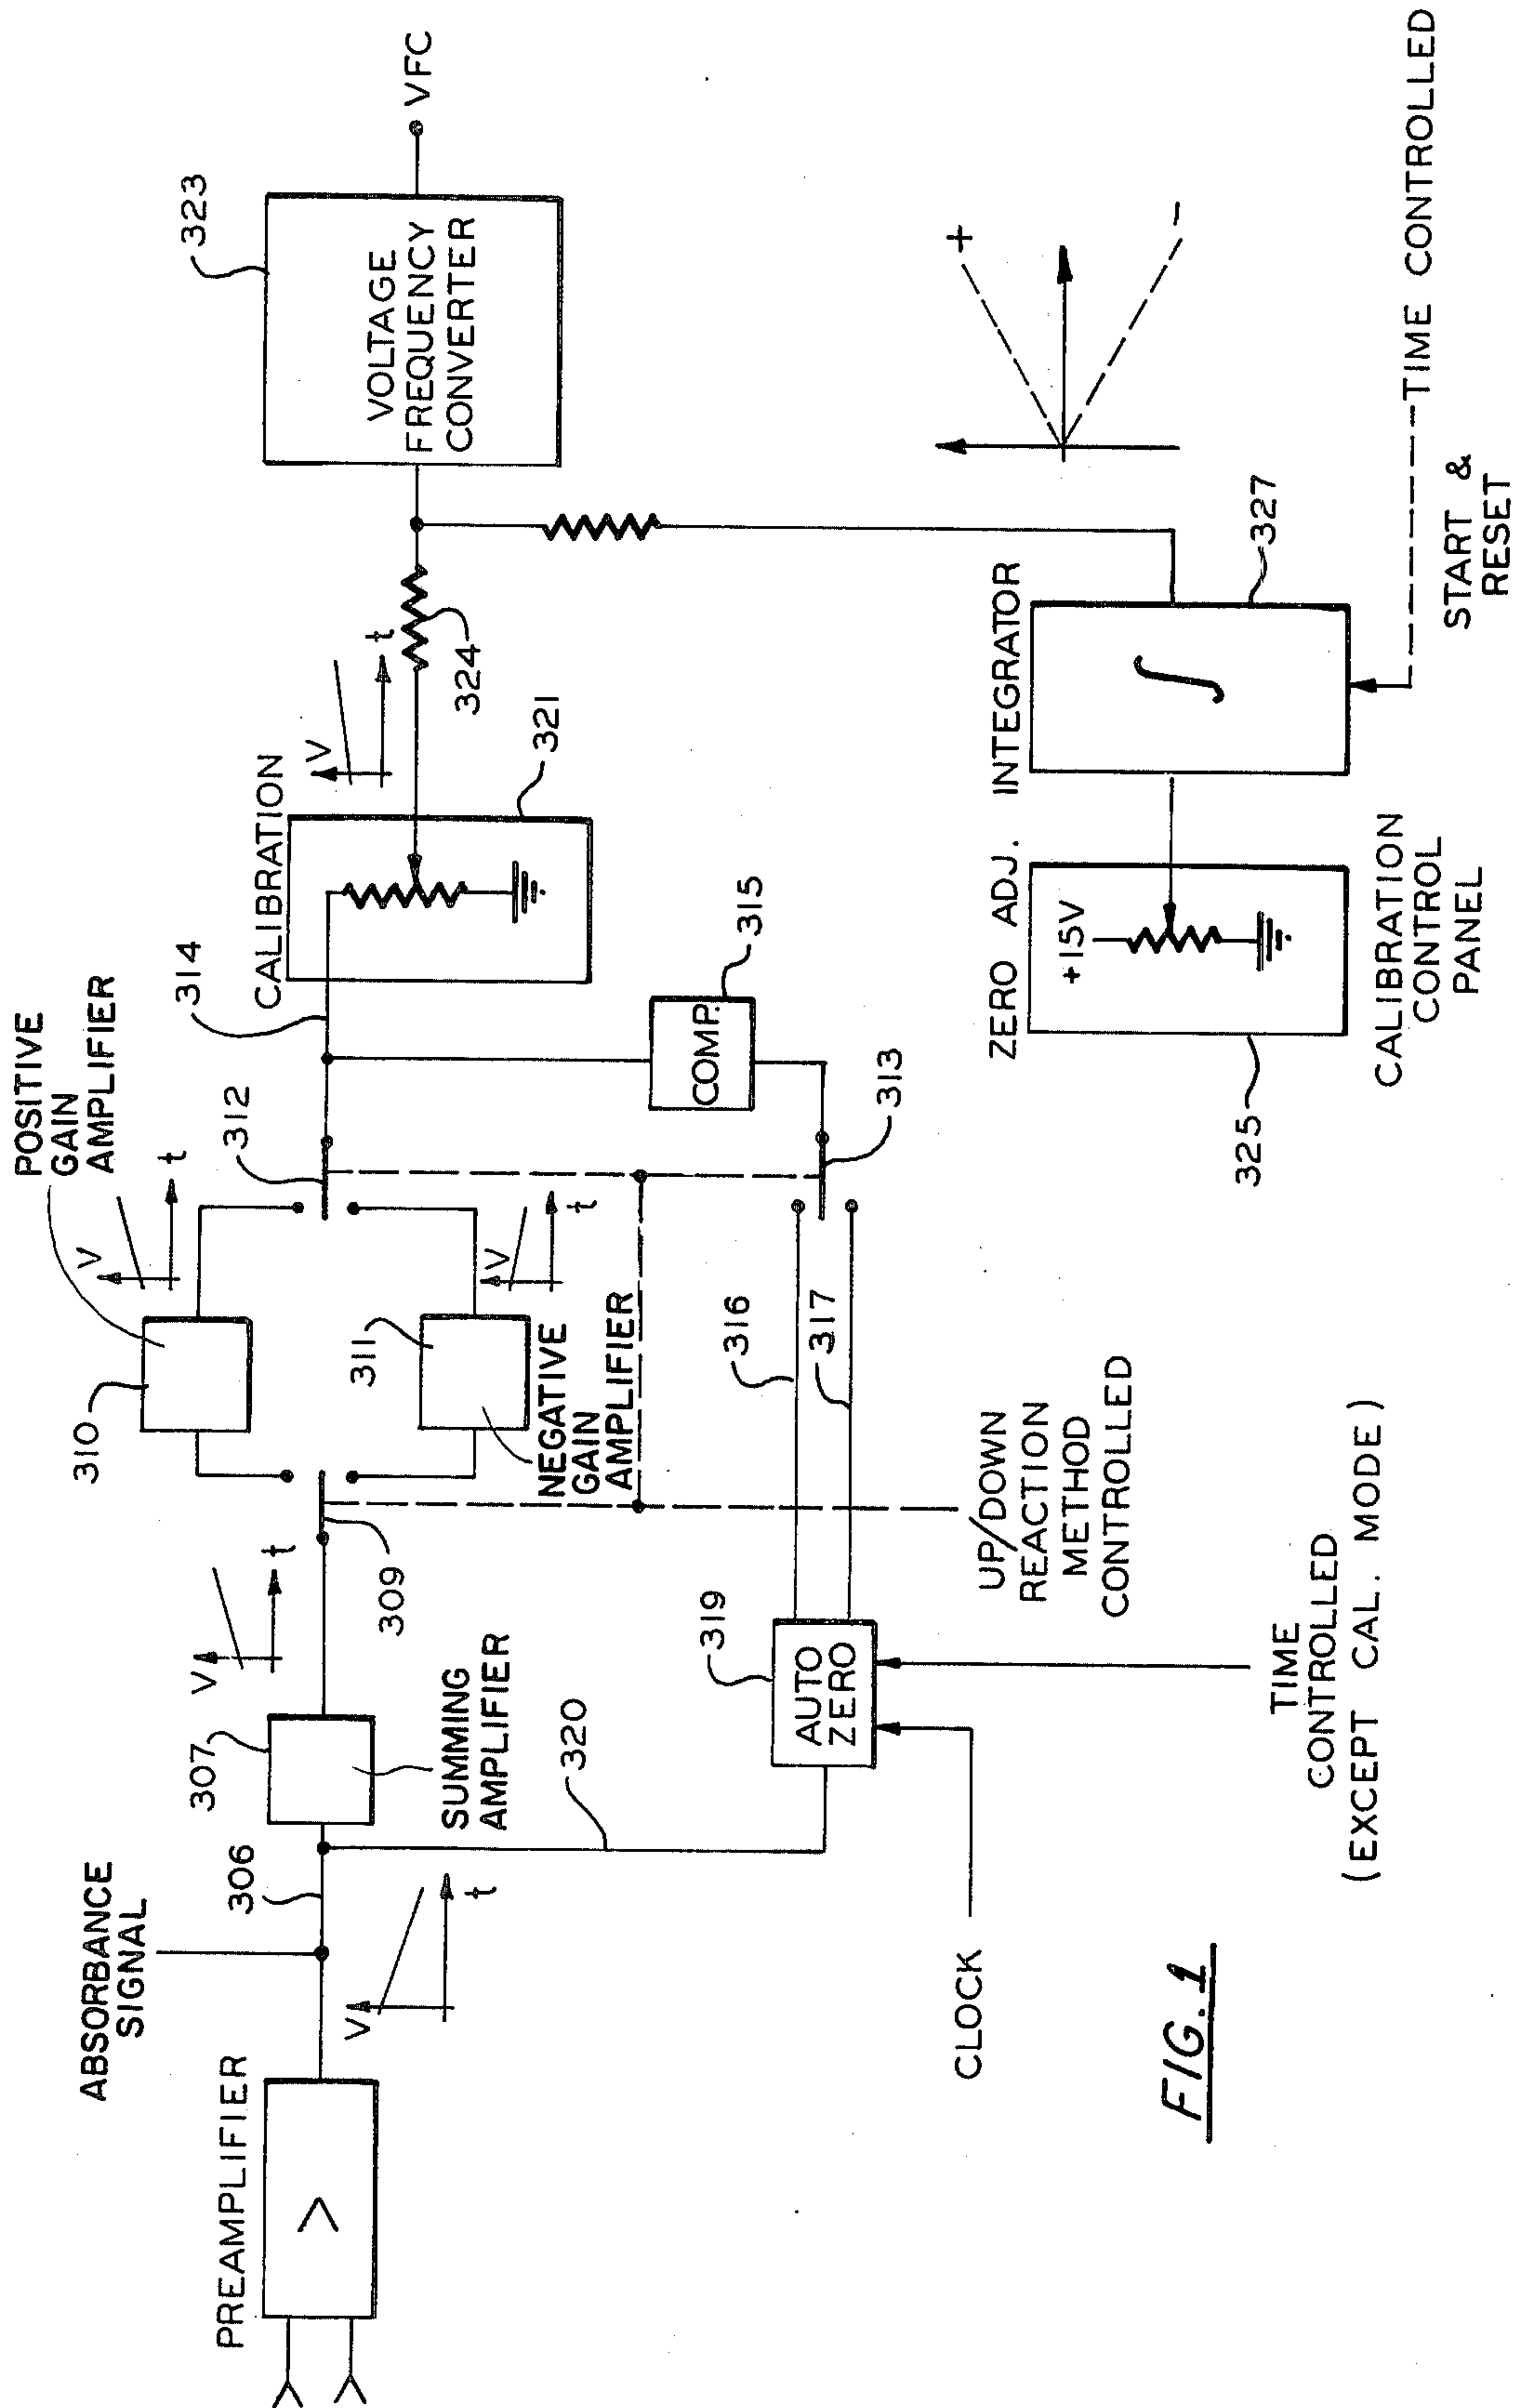 PREAMPLIFIER
>
ABSORBANCE
SIGNAL
306
V
t
307
SUMMING
AMPLIFIER
320
V
t
309
310
POSITIVE
GAIN
AMPLIFIER
V
t
311
NEGATIVE
GAIN
AMPLIFIER
V
t
312
314
CALIBRATION
321
V
t
324
323
VOLTAGE
FREQUENCY
CONVERTER
VFC
COMP.
315
313
316
317
319
AUTO
ZERO
CLOCK
TIME
CONTROLLED
(EXCEPT CAL. MODE)
UP/DOWN
REACTION
METHOD
CONTROLLED
ZERO ADJ.
+15V
325
CALIBRATION
CONTROL
PANEL
INTEGRATOR
∫
327
START &
RESET
TIME CONTROLLED
+
-
FIG. 1